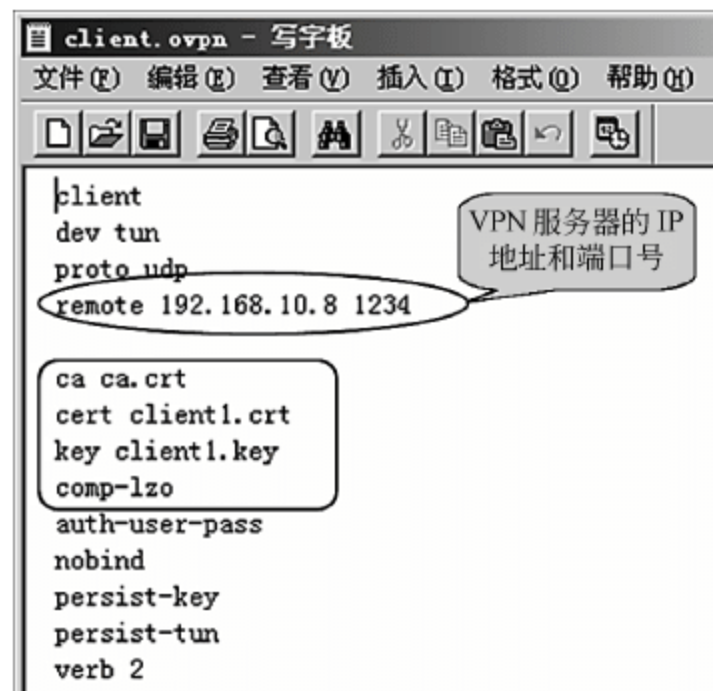 client.ovpn - 写字板
文件(F) 编辑(E) 查看(V) 插入(I) 格式(O) 帮助(H)
client
dev tun
proto udp
remote 192.168.10.8 1234
VPN服务器的IP
地址和端口号
ca ca.crt
cert client1.crt
key client1.key
comp-lzo
auth-user-pass
nobind
persist-key
persist-tun
verb 2